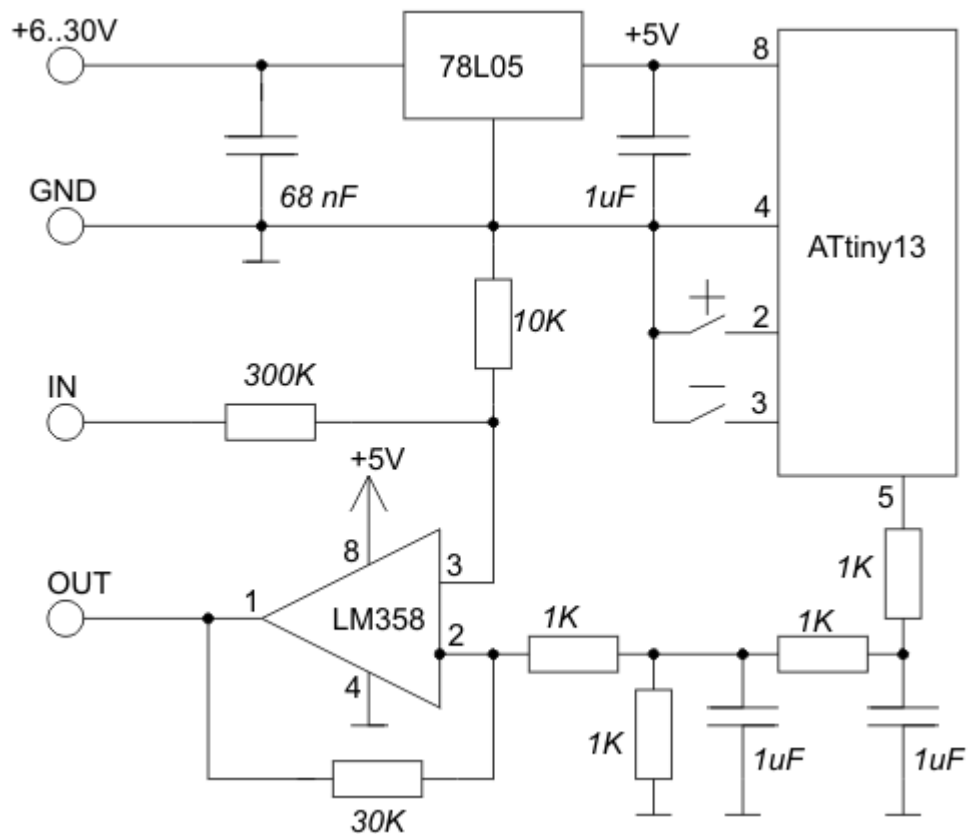 +6..30V
78L05
+5V
8
68 nF
1uF
GND
4
ATtiny13
10K
+
2
IN
300K
−
3
+5V
5
8
3
1K
OUT
1
LM358
2
1K
1K
4
1K
1uF
1uF
30K